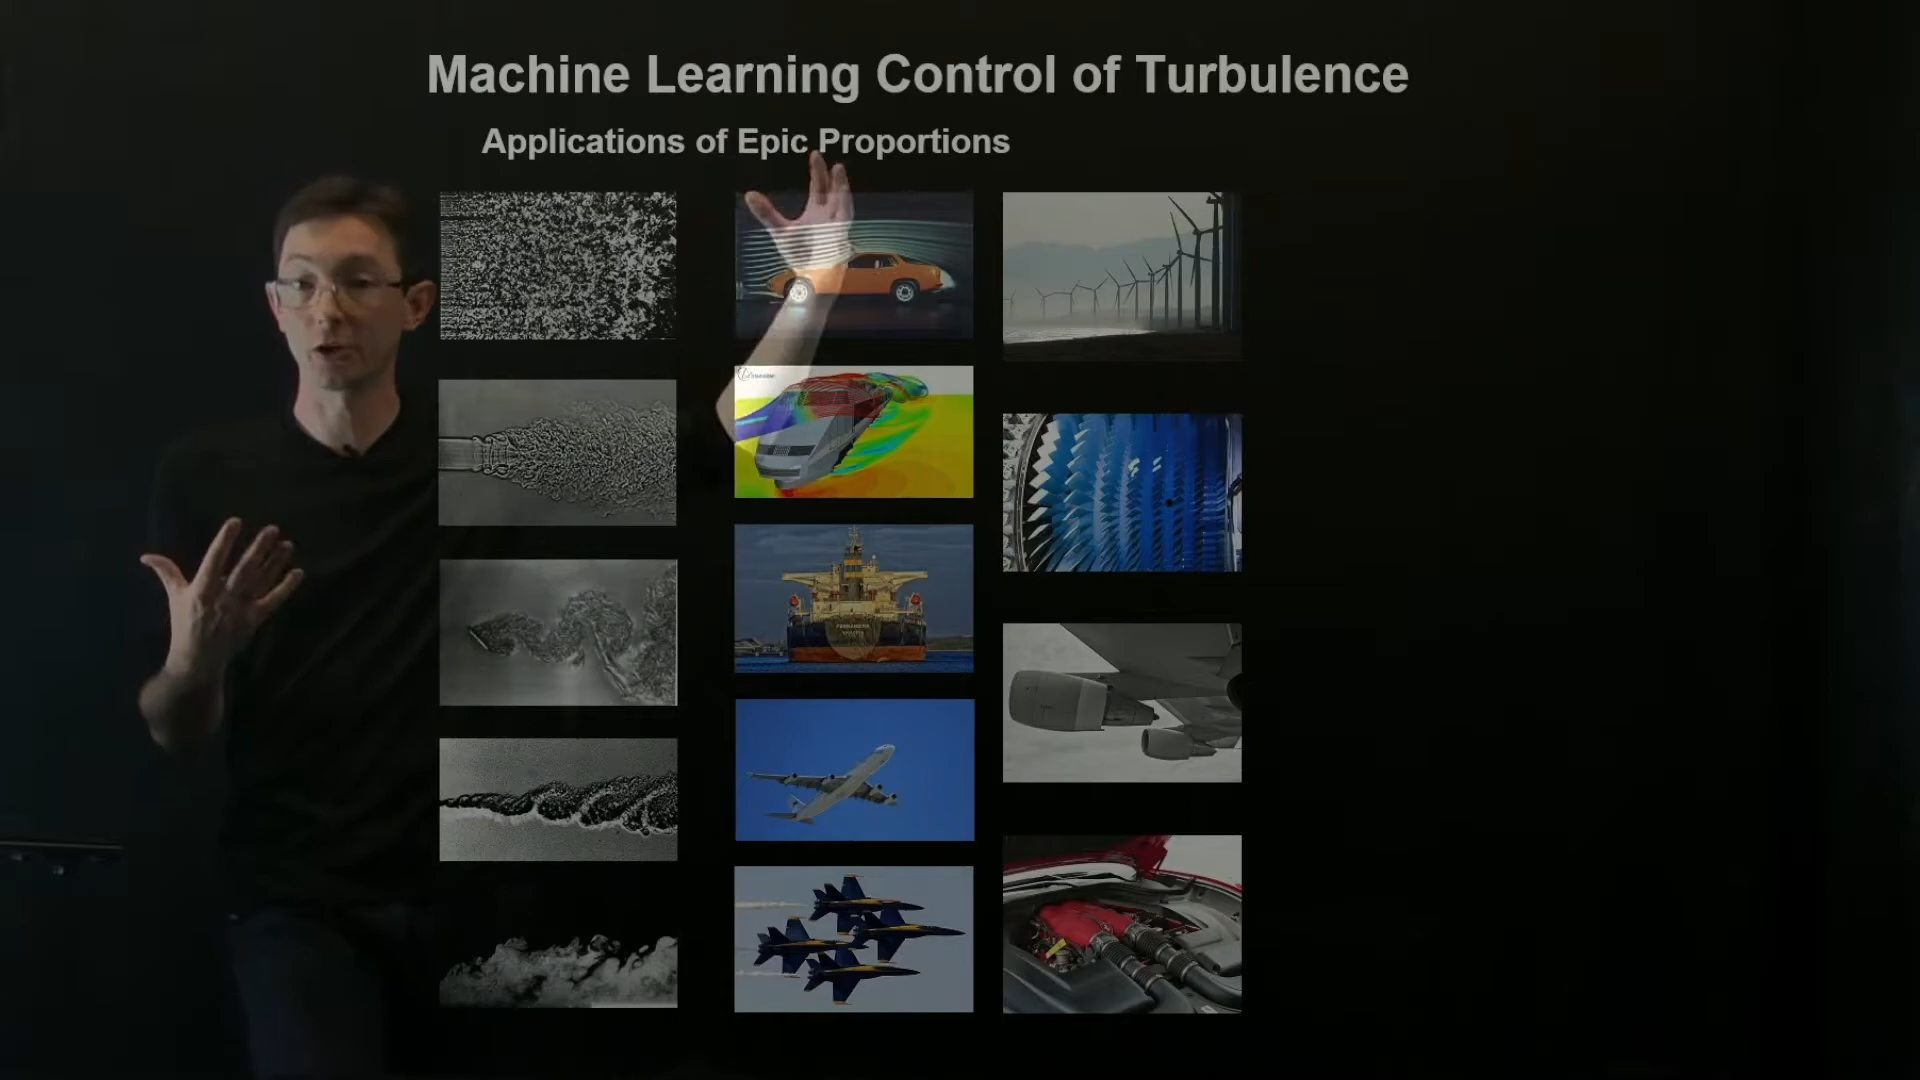 Machine Learning Control of Turbulence
Applications of Epic Proportions